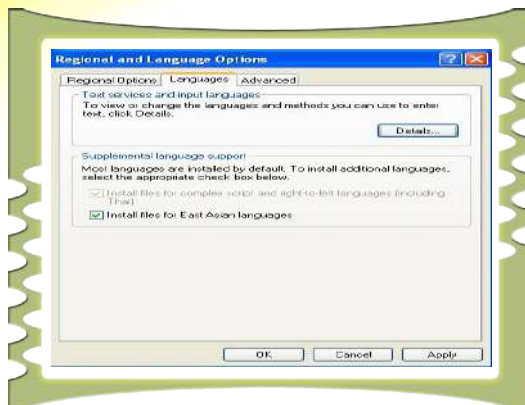 Regional and Language Options
Regional Options Languages Advanced
Text services and input languages
To view or change the languages and methods you can use to enter
text, click Details.
Details...
Supplemental language support
Most languages are installed by default. To install additional languages,
select the appropriate check box below.
Install files for complex script and right-to-left languages (including
Thai)
Install files for East Asian languages
OK Cancel Apply